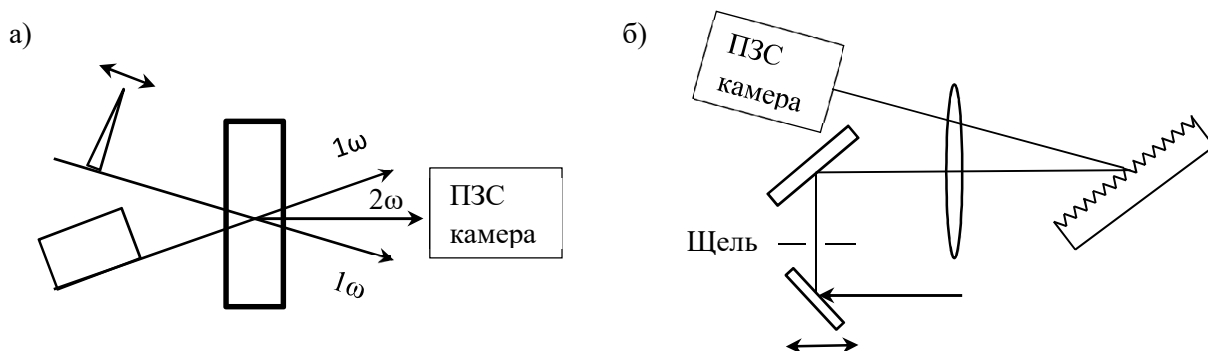 а)
1ω
2ω
ПЗС
камера
1ω
б)
ПЗС
камера
Щель